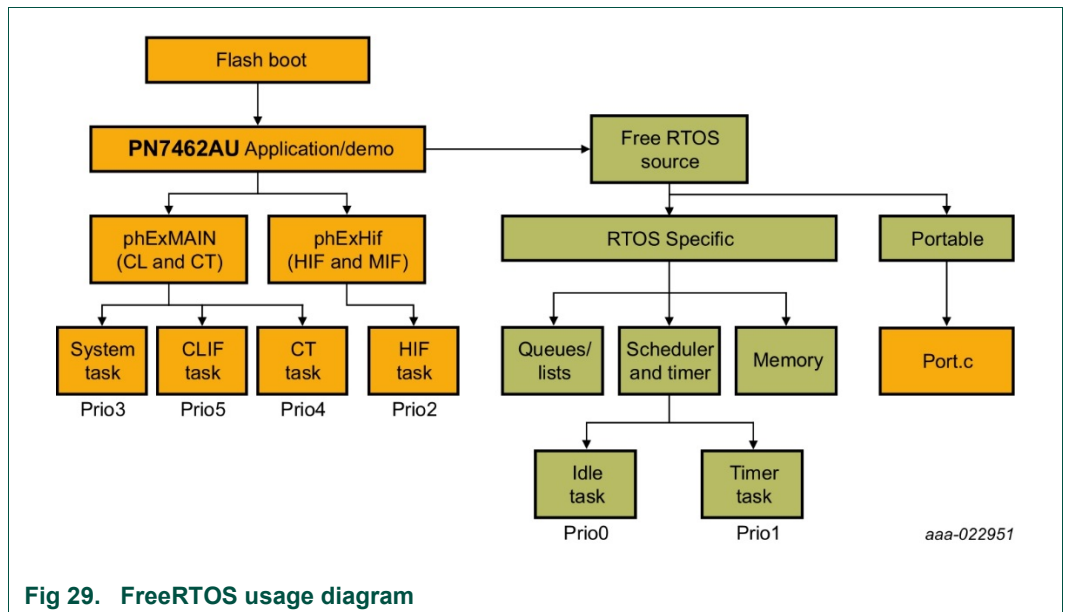 Flash boot
PN7462AU Application/demo
Free RTOS
source
phExMAIN
(CL and CT)
phExHif
(HIF and MIF)
RTOS Specific
Portable
System
task
CLIF
task
CT
task
HIF
task
Queues/
lists
Scheduler
and timer
Memory
Port.c
Prio3
Prio5
Prio4
Prio2
Idle
task
Timer
task
Prio0
Prio1
aaa-022951
Fig 29. FreeRTOS usage diagram